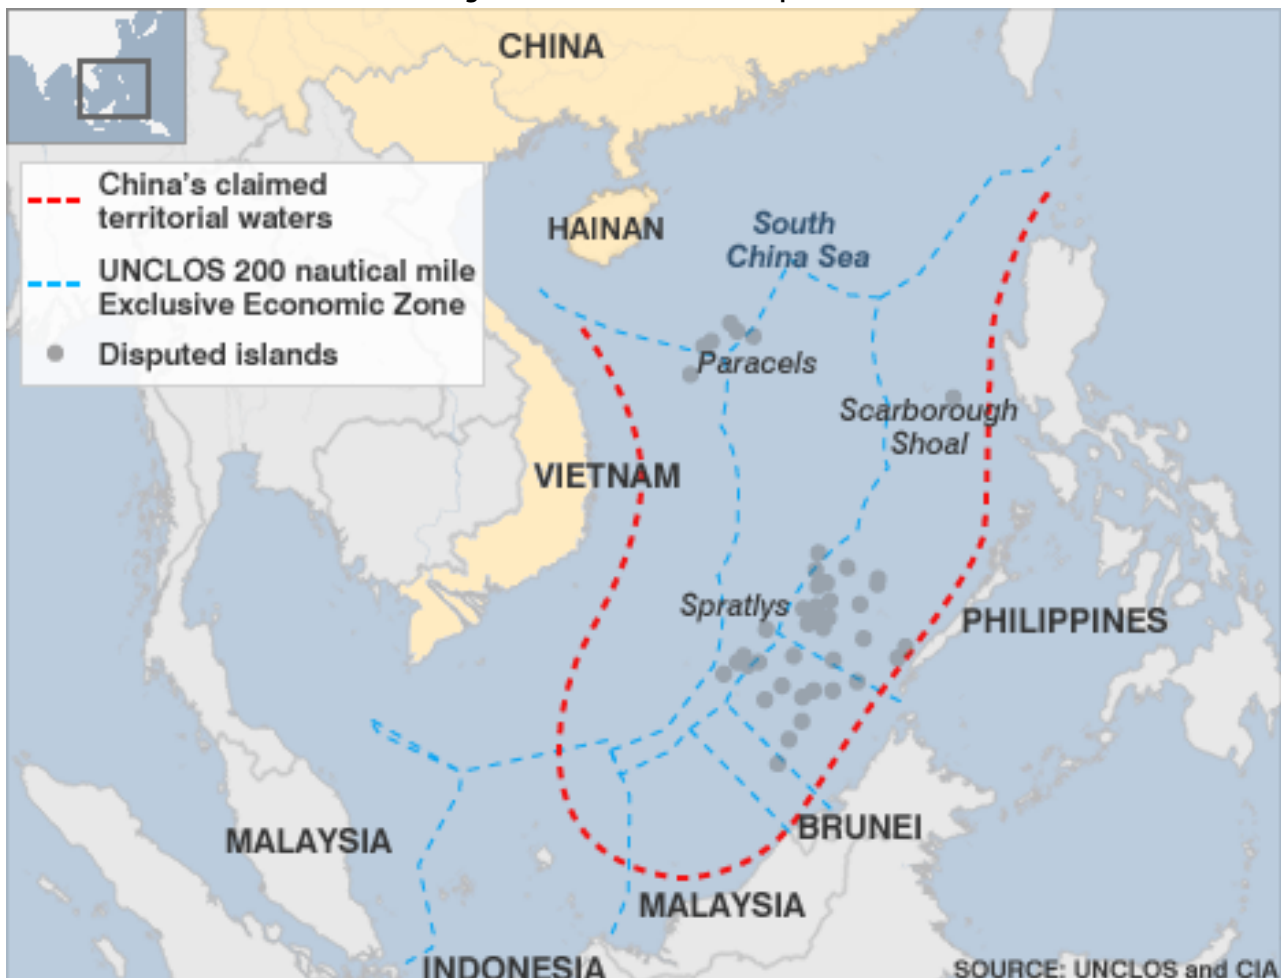 CHINA
China's claimed
territorial waters
UNCLOS 200 nautical mile
Exclusive Economic Zone
Disputed islands
HAINAN
South
China Sea
Paracels
Scarborough
Shoal
VIETNAM
Spratlys
PHILIPPINES
BRUNEI
MALAYSIA
MALAYSIA
INDONESIA
SOURCE: UNCLOS and CIA